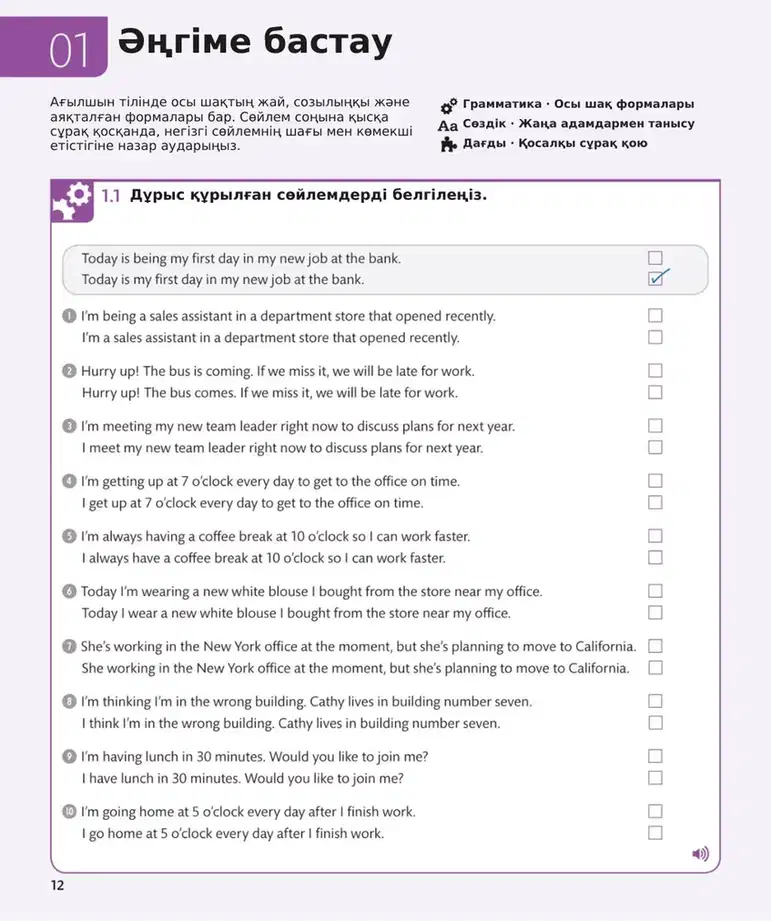 01 Әңгіме бастау
Ағылшын тілінде осы шақтың жай, созылыңқы және
аяқталған формалары бар. Сөйлем соңына қысқа
сұрақ қосқанда, негізгі сөйлемнің шағы мен көмекші
етістігіне назар аударыңыз.
Грамматика · Осы шақ формалары
Aa Сөздік · Жаңа адамдармен танысу
Дағды · Қосалқы сұрақ қою
1.1 Дұрыс құрылған сөйлемдерді белгілеңіз.
Today is being my first day in my new job at the bank.
Today is my first day in my new job at the bank.
1 I’m being a sales assistant in a department store that opened recently.
I’m a sales assistant in a department store that opened recently.
2 Hurry up! The bus is coming. If we miss it, we will be late for work.
Hurry up! The bus comes. If we miss it, we will be late for work.
3 I’m meeting my new team leader right now to discuss plans for next year.
I meet my new team leader right now to discuss plans for next year.
4 I’m getting up at 7 o’clock every day to get to the office on time.
I get up at 7 o’clock every day to get to the office on time.
5 I’m always having a coffee break at 10 o’clock so I can work faster.
I always have a coffee break at 10 o’clock so I can work faster.
6 Today I’m wearing a new white blouse I bought from the store near my office.
Today I wear a new white blouse I bought from the store near my office.
7 She’s working in the New York office at the moment, but she’s planning to move to California.
She working in the New York office at the moment, but she’s planning to move to California.
8 I’m thinking I’m in the wrong building. Cathy lives in building number seven.
I think I’m in the wrong building. Cathy lives in building number seven.
9 I’m having lunch in 30 minutes. Would you like to join me?
I have lunch in 30 minutes. Would you like to join me?
10 I’m going home at 5 o’clock every day after I finish work.
I go home at 5 o’clock every day after I finish work.
12